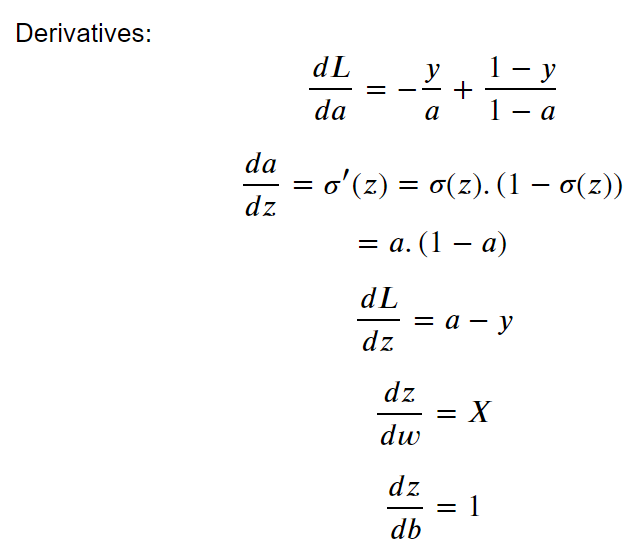 Derivatives:
dL/da = −y/a + (1 − y)/(1 − a)
da/dz = σ′(z) = σ(z). (1 − σ(z))
= a. (1 − a)
dL/dz = a − y
dz/dw = X
dz/db = 1